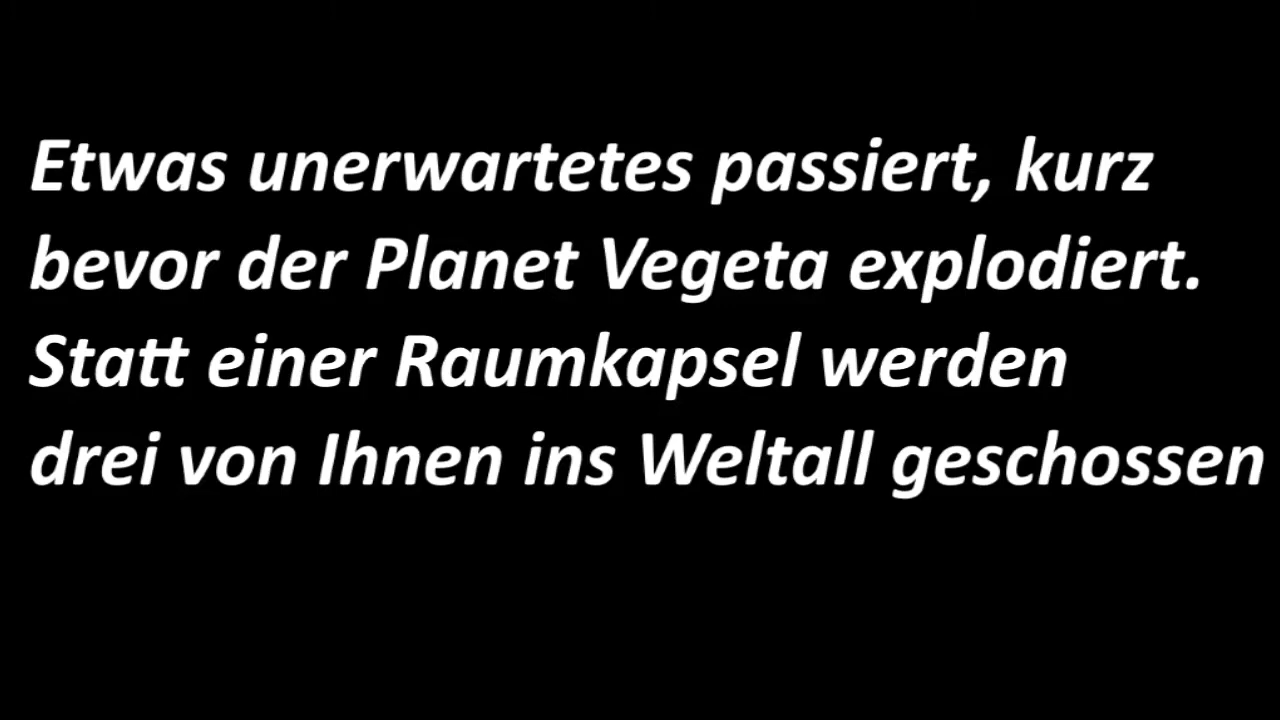 Etwas unerwartetes passiert, kurz
bevor der Planet Vegeta explodiert.
Statt einer Raumkapsel werden
drei von Ihnen ins Weltall geschossen